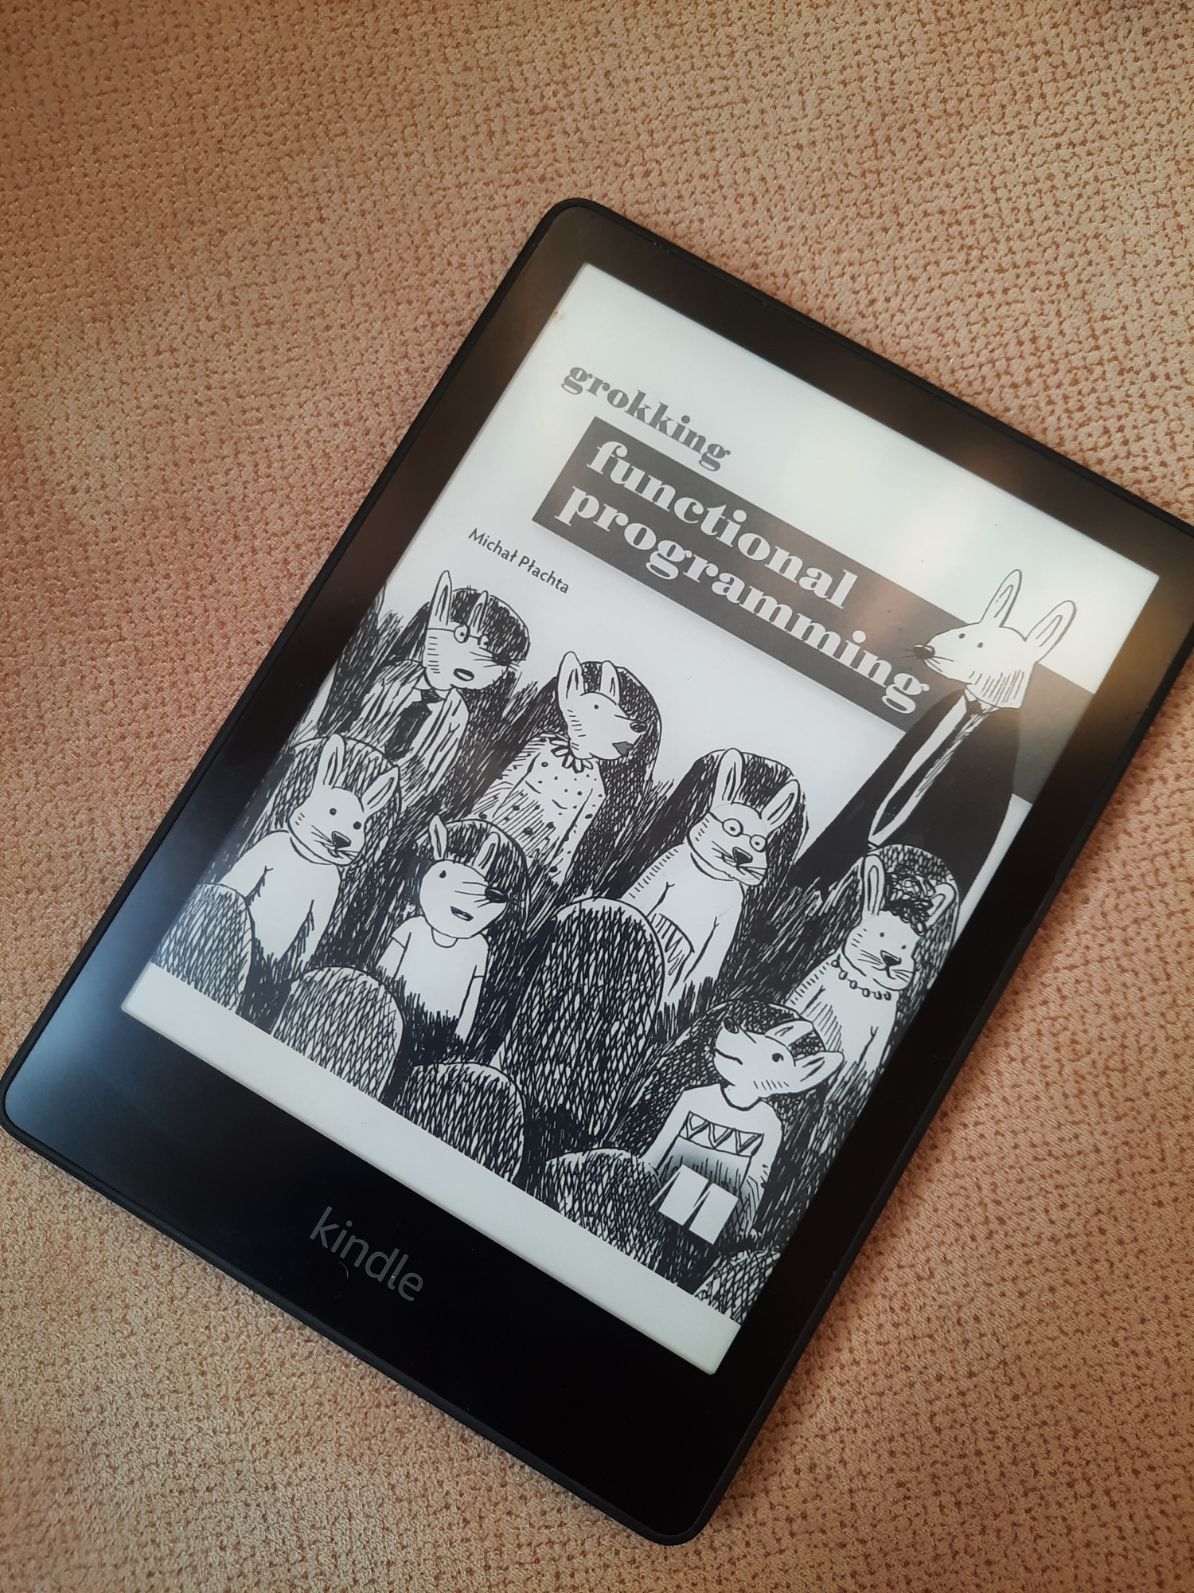 grokking
functional
programming
Michał Płachta
kindle